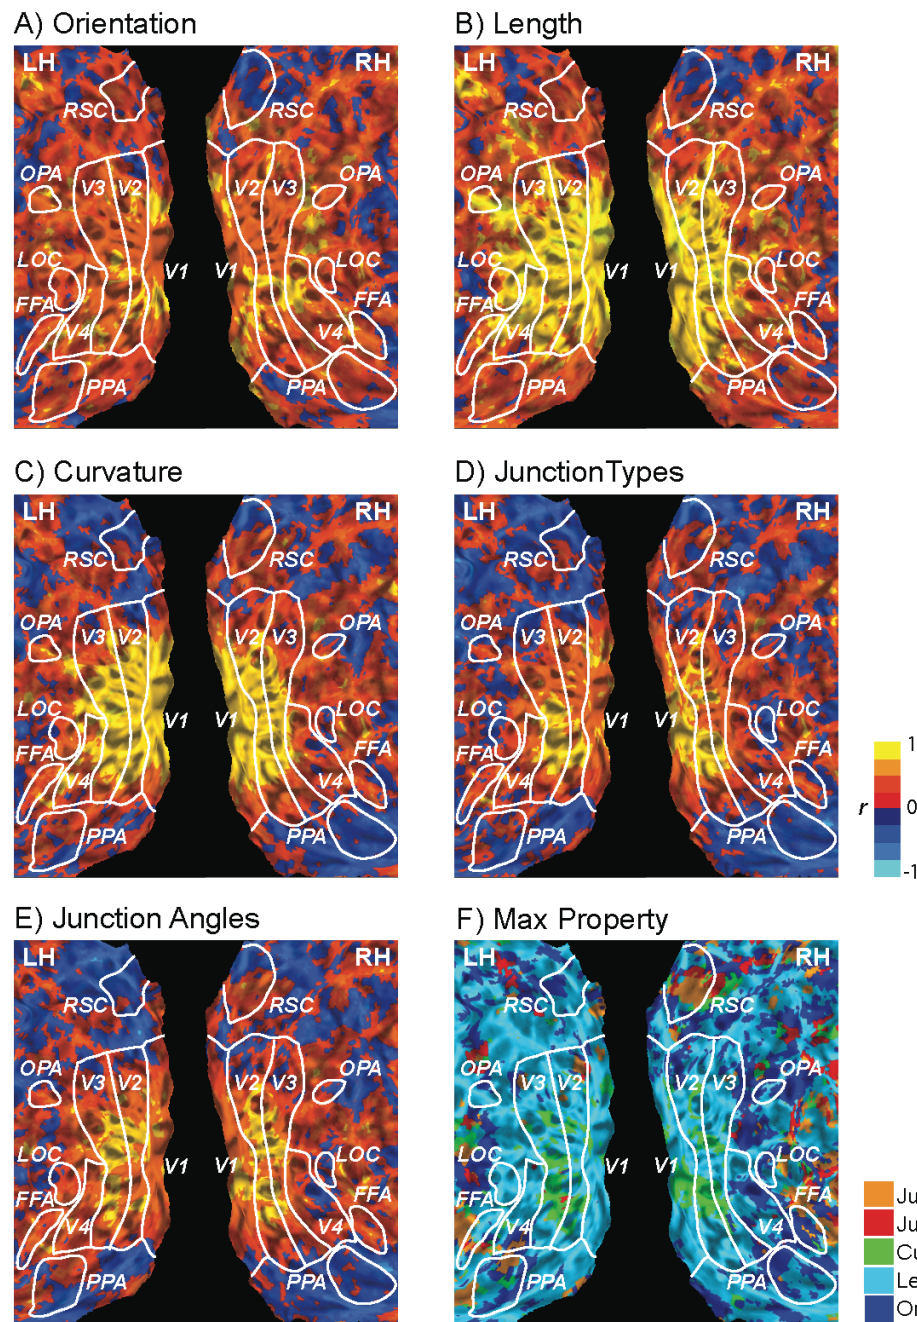 A) Orientation
LH RH
RSC RSC
OPA V3 V2 V2 V3 OPA
LOC V1 V1 LOC
FFA V4 V4 FFA
PPA PPA
B) Length
LH RH
RSC RSC
OPA V3 V2 V2 V3 OPA
LOC V1 V1 LOC
FFA V4 V4 FFA
PPA PPA
C) Curvature
LH RH
RSC RSC
OPA V3 V2 V2 V3 OPA
LOC V1 V1 LOC
FFA V4 V4 FFA
PPA PPA
D) JunctionTypes
LH RH
RSC RSC
OPA V3 V2 V2 V3 OPA
LOC V1 V1 LOC
FFA V4 V4 FFA
PPA PPA
1
r 0
-1
E) Junction Angles
LH RH
RSC RSC
OPA V3 V2 V2 V3 OPA
LOC V1 V1 LOC
FFA V4 V4 FFA
PPA PPA
F) Max Property
LH RH
RSC RSC
OPA V3 V2 V2 V3 OPA
LOC V1 V1 LOC
FFA V4 V4 FFA
PPA PPA
Ju
Ju
Cu
Le
Or